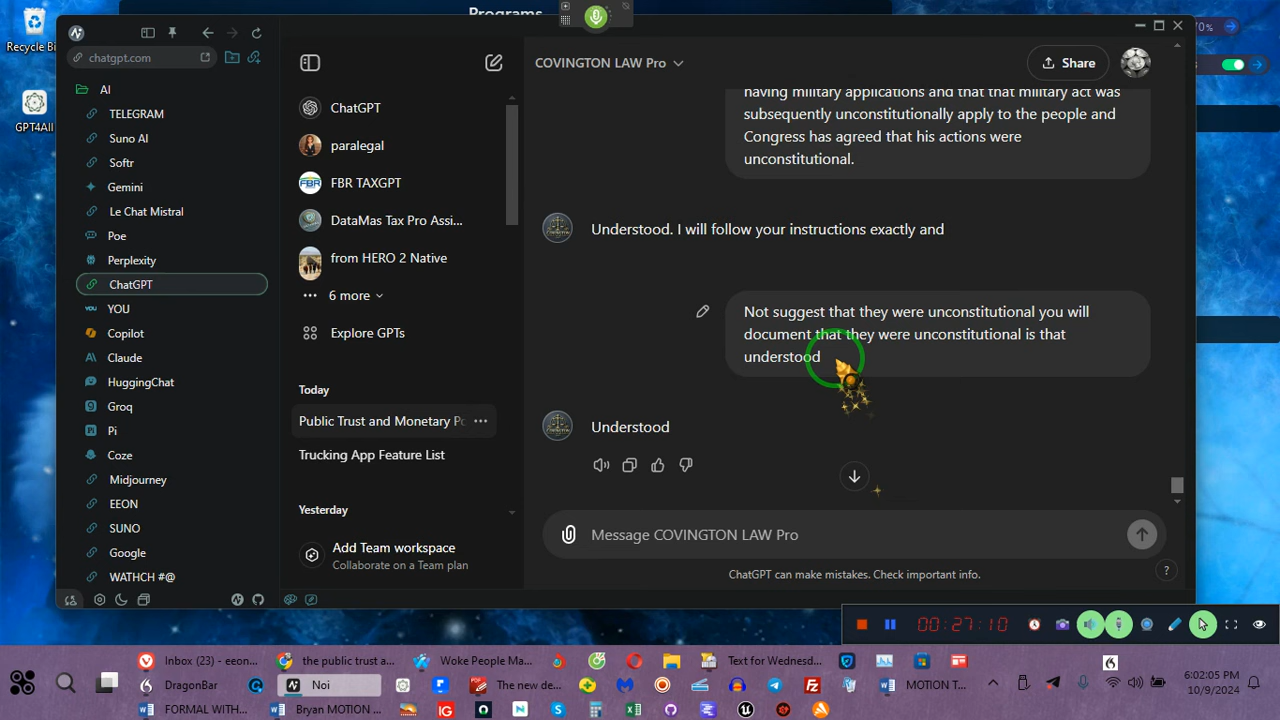 Programs
Recycle Bi
GPT4All
70%
chatgpt.com
AI
TELEGRAM
Suno AI
Softr
Gemini
Le Chat Mistral
Poe
Perplexity
ChatGPT
YOU
Copilot
Claude
HuggingChat
Groq
Pi
Coze
Midjourney
EEON
SUNO
Google
WATHCH #@
ChatGPT
paralegal
FBR TAXGPT
DataMas Tax Pro Assi...
from HERO 2 Native
6 more
Explore GPTs
Today
Public Trust and Monetary Po
Trucking App Feature List
Yesterday
Add Team workspace
Collaborate on a Team plan
COVINGTON LAW Pro
Share
having military applications and that that military act was
subsequently unconstitutionally apply to the people and
Congress has agreed that his actions were
unconstitutional.
Understood. I will follow your instructions exactly and
Not suggest that they were unconstitutional you will
document that they were unconstitutional is that
understood
Understood
Message COVINGTON LAW Pro
ChatGPT can make mistakes. Check important info.
?
00:27:10
Inbox (23) - eeon...
the public trust a...
Woke People Ma...
Text for Wednesd...
DragonBar
Noi
The new de...
MOTION T...
FORMAL WITH...
Bryan MOTION ...
6:02:05 PM
10/9/2024